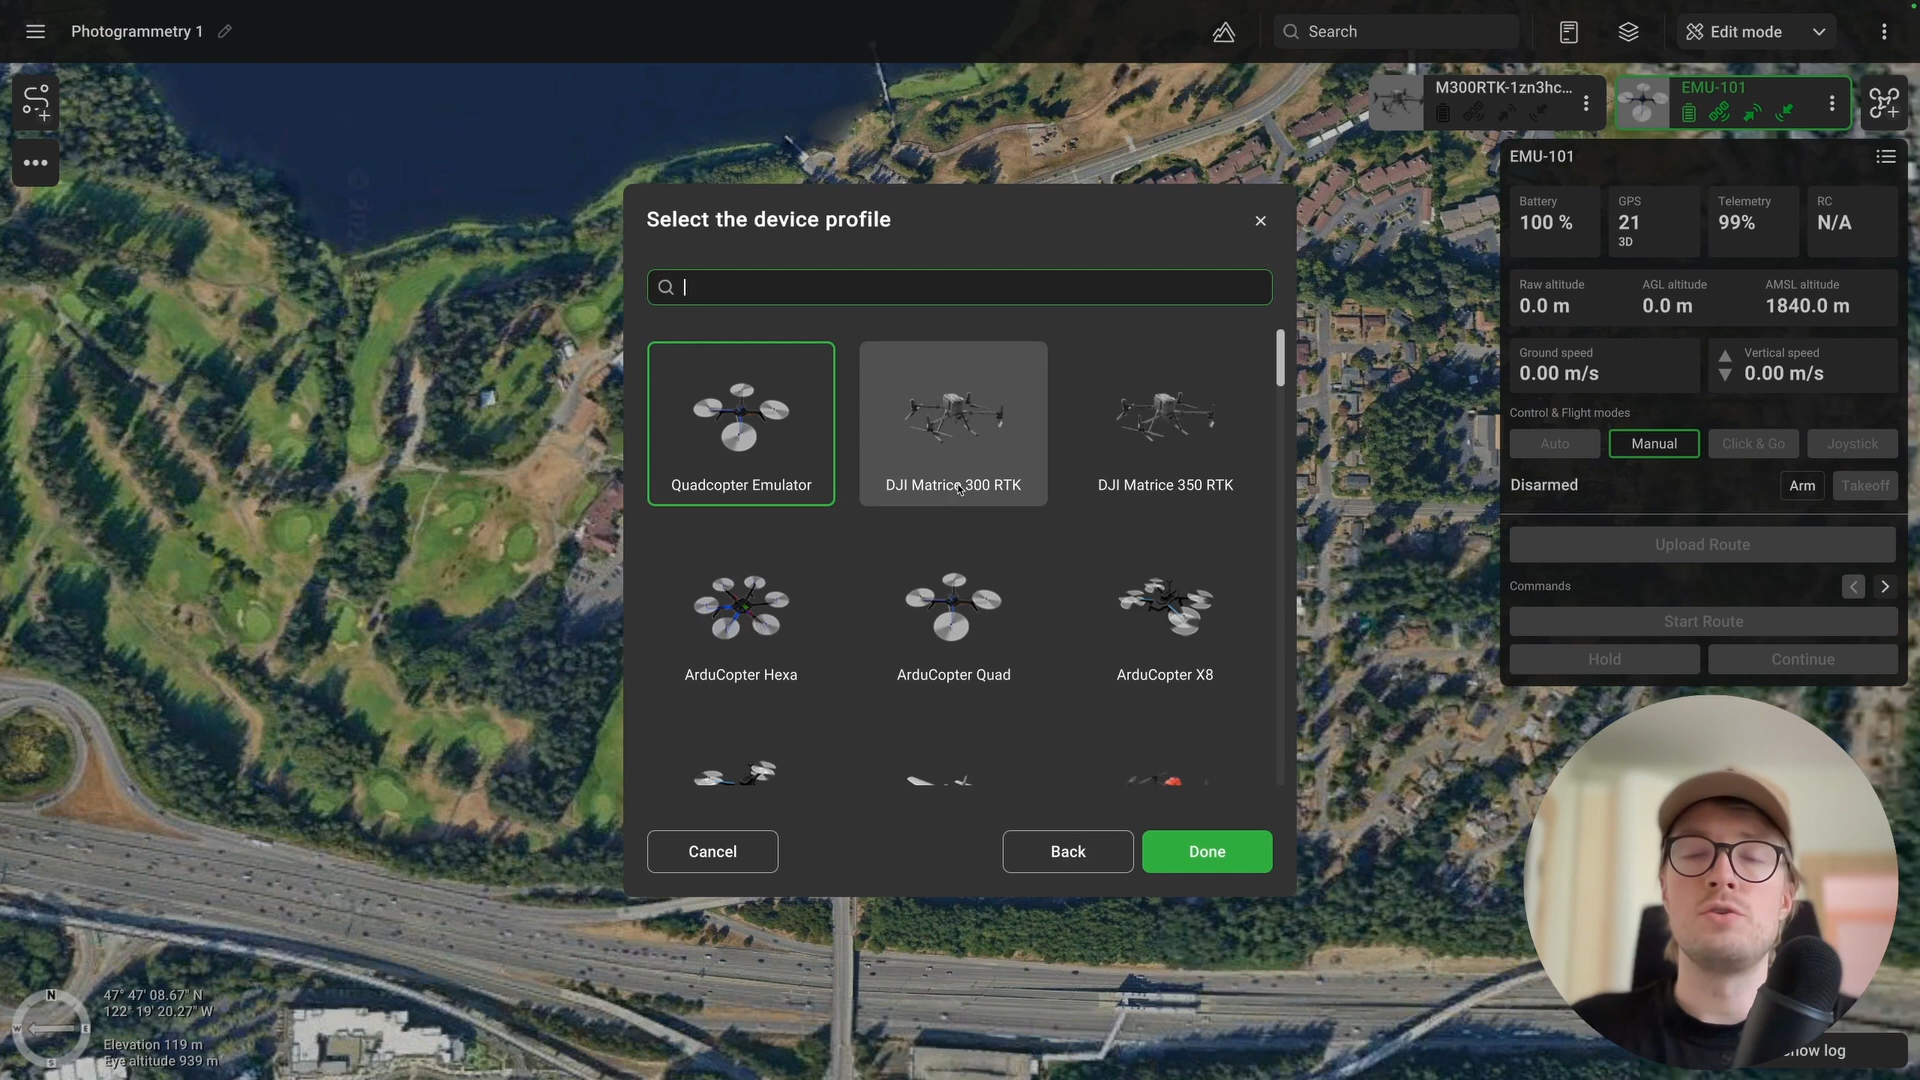 Photogrammetry 1
Search
Edit mode
M300RTK-1zn3hc...
EMU-101
EMU-101
Battery
100 %
GPS
21
3D
Telemetry
99%
RC
N/A
Raw altitude
0.0 m
AGL altitude
0.0 m
AMSL altitude
1840.0 m
Ground speed
0.00 m/s
Vertical speed
0.00 m/s
Control & Flight modes
Auto
Manual
Click & Go
Joystick
Disarmed
Arm
Takeoff
Upload Route
Commands
Start Route
Hold
Continue
Select the device profile
Quadcopter Emulator
DJI Matrice 300 RTK
DJI Matrice 350 RTK
ArduCopter Hexa
ArduCopter Quad
ArduCopter X8
Cancel
Back
Done
N
W
E
S
47° 47' 08.67" N
122° 19' 20.27" W
Elevation 119 m
Eye altitude 939 m
how log